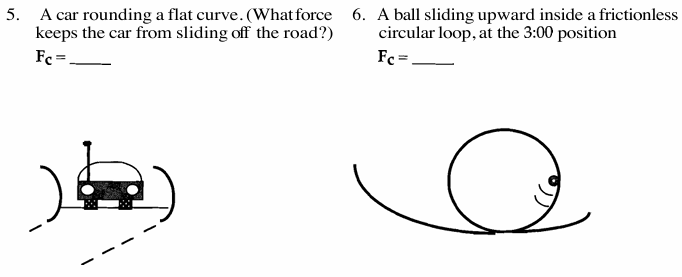 5. A car rounding a flat curve. (What force
keeps the car from sliding off the road?)
Fc = _____
6. A ball sliding upward inside a frictionless
circular loop, at the 3:00 position
Fc = _____